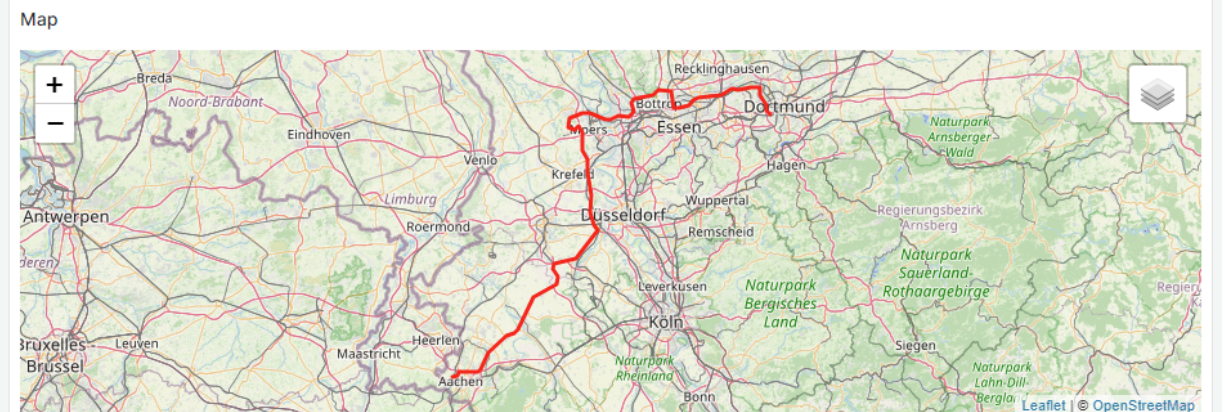 Map
+
−
Breda
Noord-Brabant
Eindhoven
Venlo
Limburg
Roermond
Antwerpen
Bruxelles -
Brussel
Leuven
Maastricht
Heerlen
Aachen
Recklinghausen
Bottrop
Dortmund
Essen
Moers
Krefeld
Hagen
Düsseldorf
Wuppertal
Remscheid
Leverkusen
Köln
Bonn
Siegen
Naturpark
Arnsberger
Wald
Regierungsbezirk
Arnsberg
Naturpark
Sauerland-
Rothaargebirge
Naturpark
Bergisches
Land
Naturpark
Rheinland
Naturpark
Lahn-Dill-
Leaflet | © OpenStreetMap